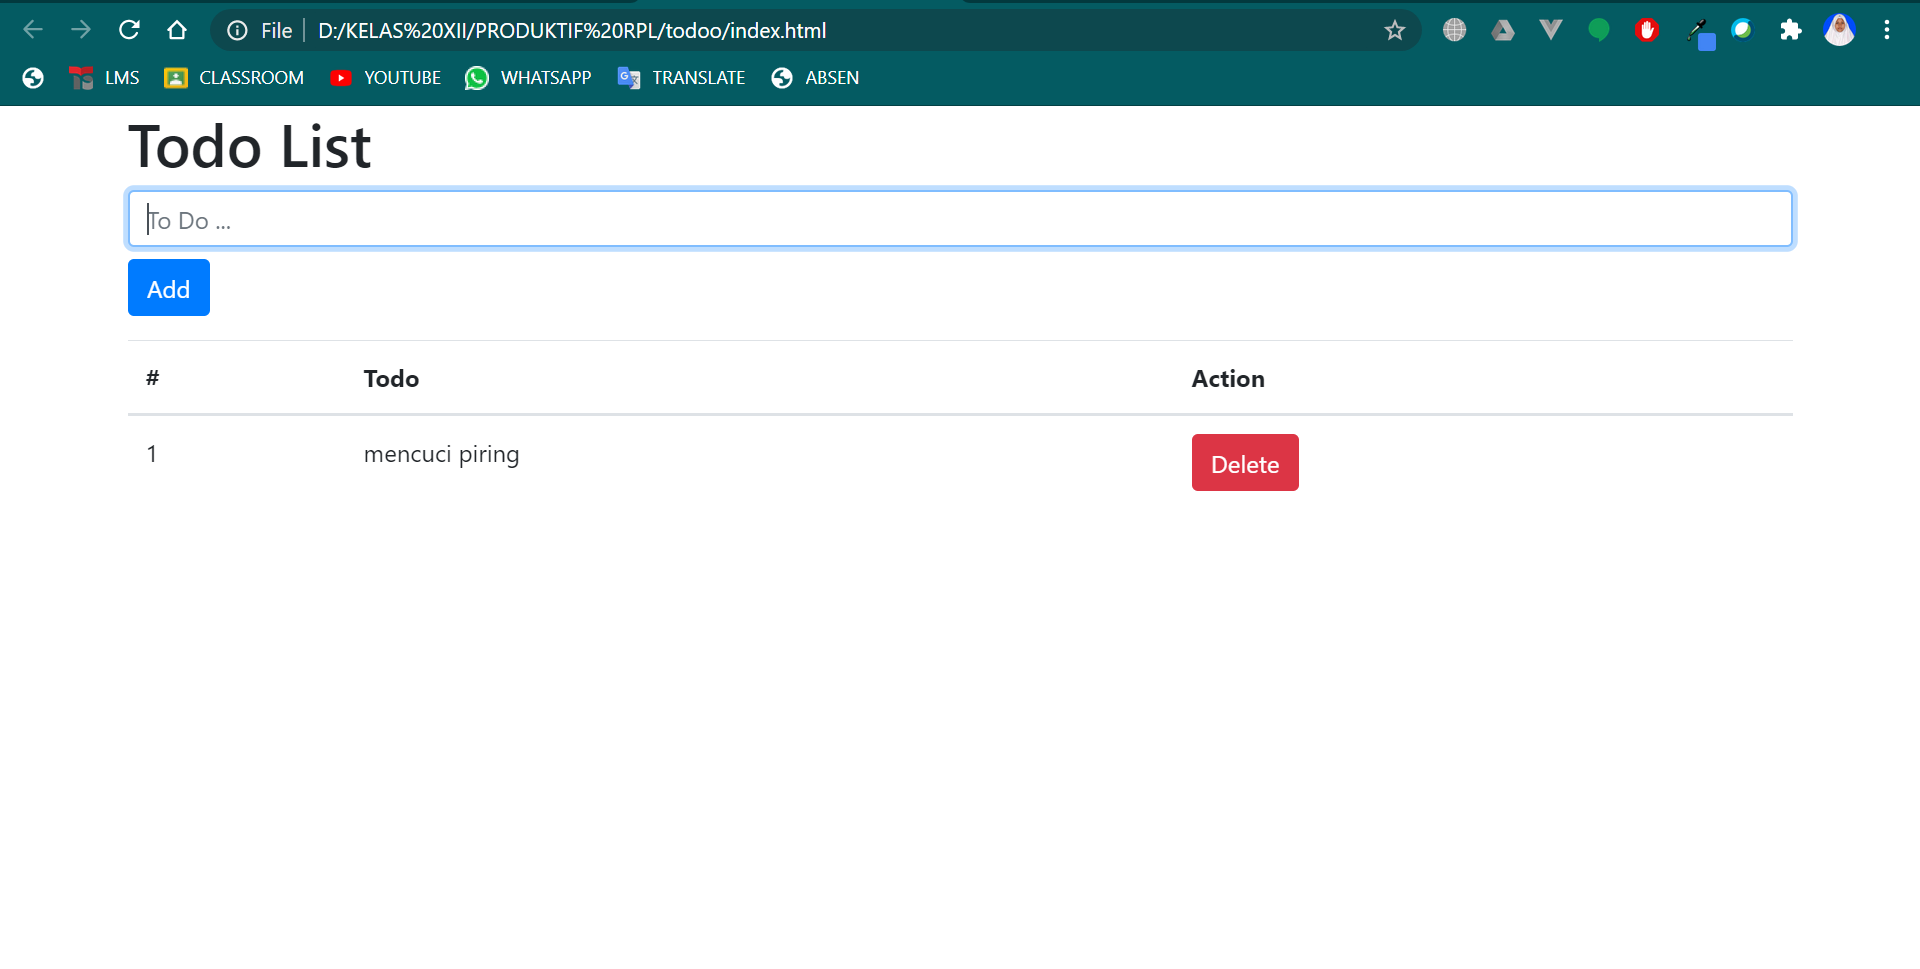 File D:/KELAS%20XII/PRODUKTIF%20RPL/todoo/index.html
LMS CLASSROOM YOUTUBE WHATSAPP TRANSLATE ABSEN
Todo List
To Do ...
Add
# Todo Action
1 mencuci piring Delete